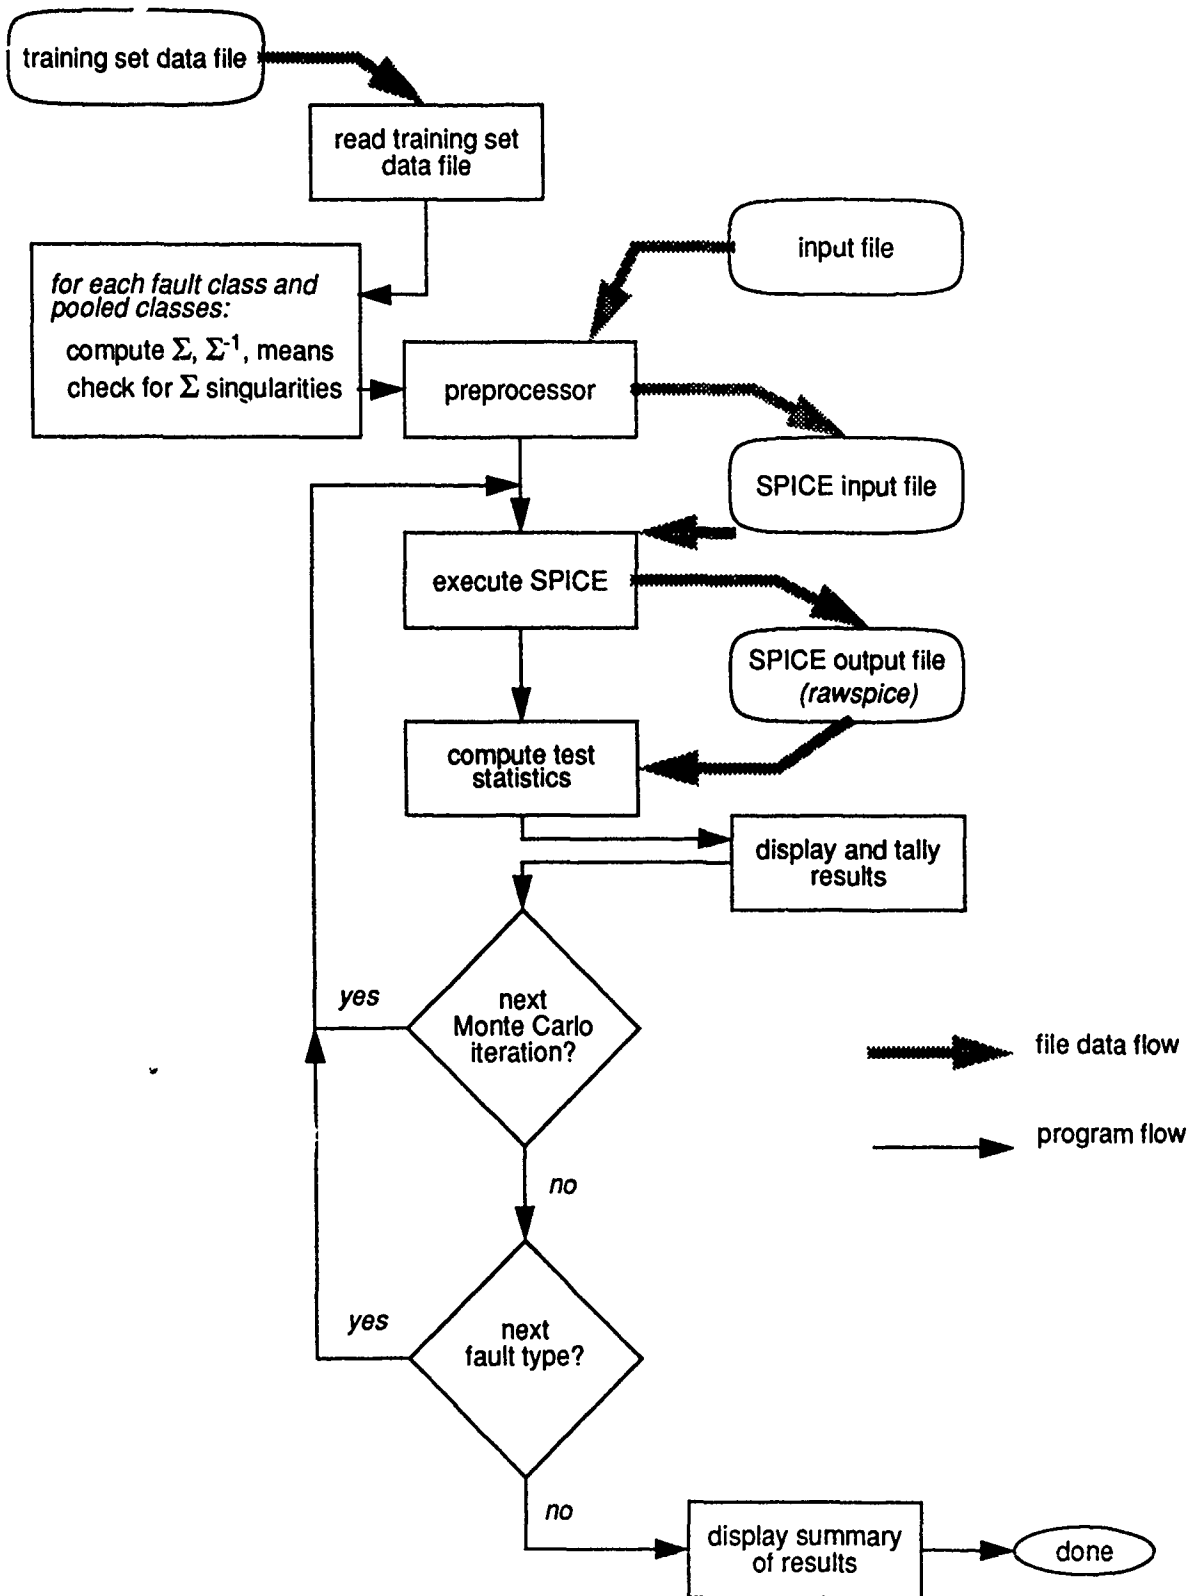 training set data file
read training set
data file
input file
for each fault class and
pooled classes:
compute Σ, Σ⁻¹, means
check for Σ singularities
preprocessor
SPICE input file
execute SPICE
SPICE output file
(rawspice)
compute test
statistics
display and tally
results
yes
next
Monte Carlo
iteration?
file data flow
program flow
no
yes
next
fault type?
no
display summary
of results
done